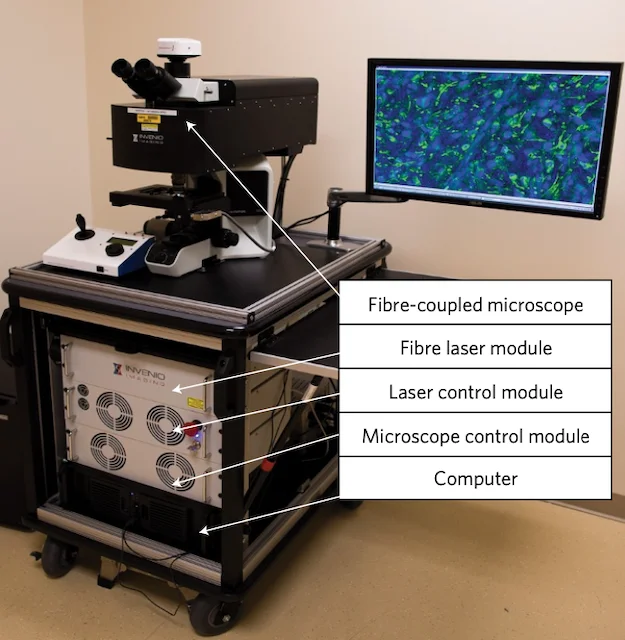 INVENIO
IMAGING
INVENIO
IMAGING
Fibre-coupled microscope
Fibre laser module
Laser control module
Microscope control module
Computer